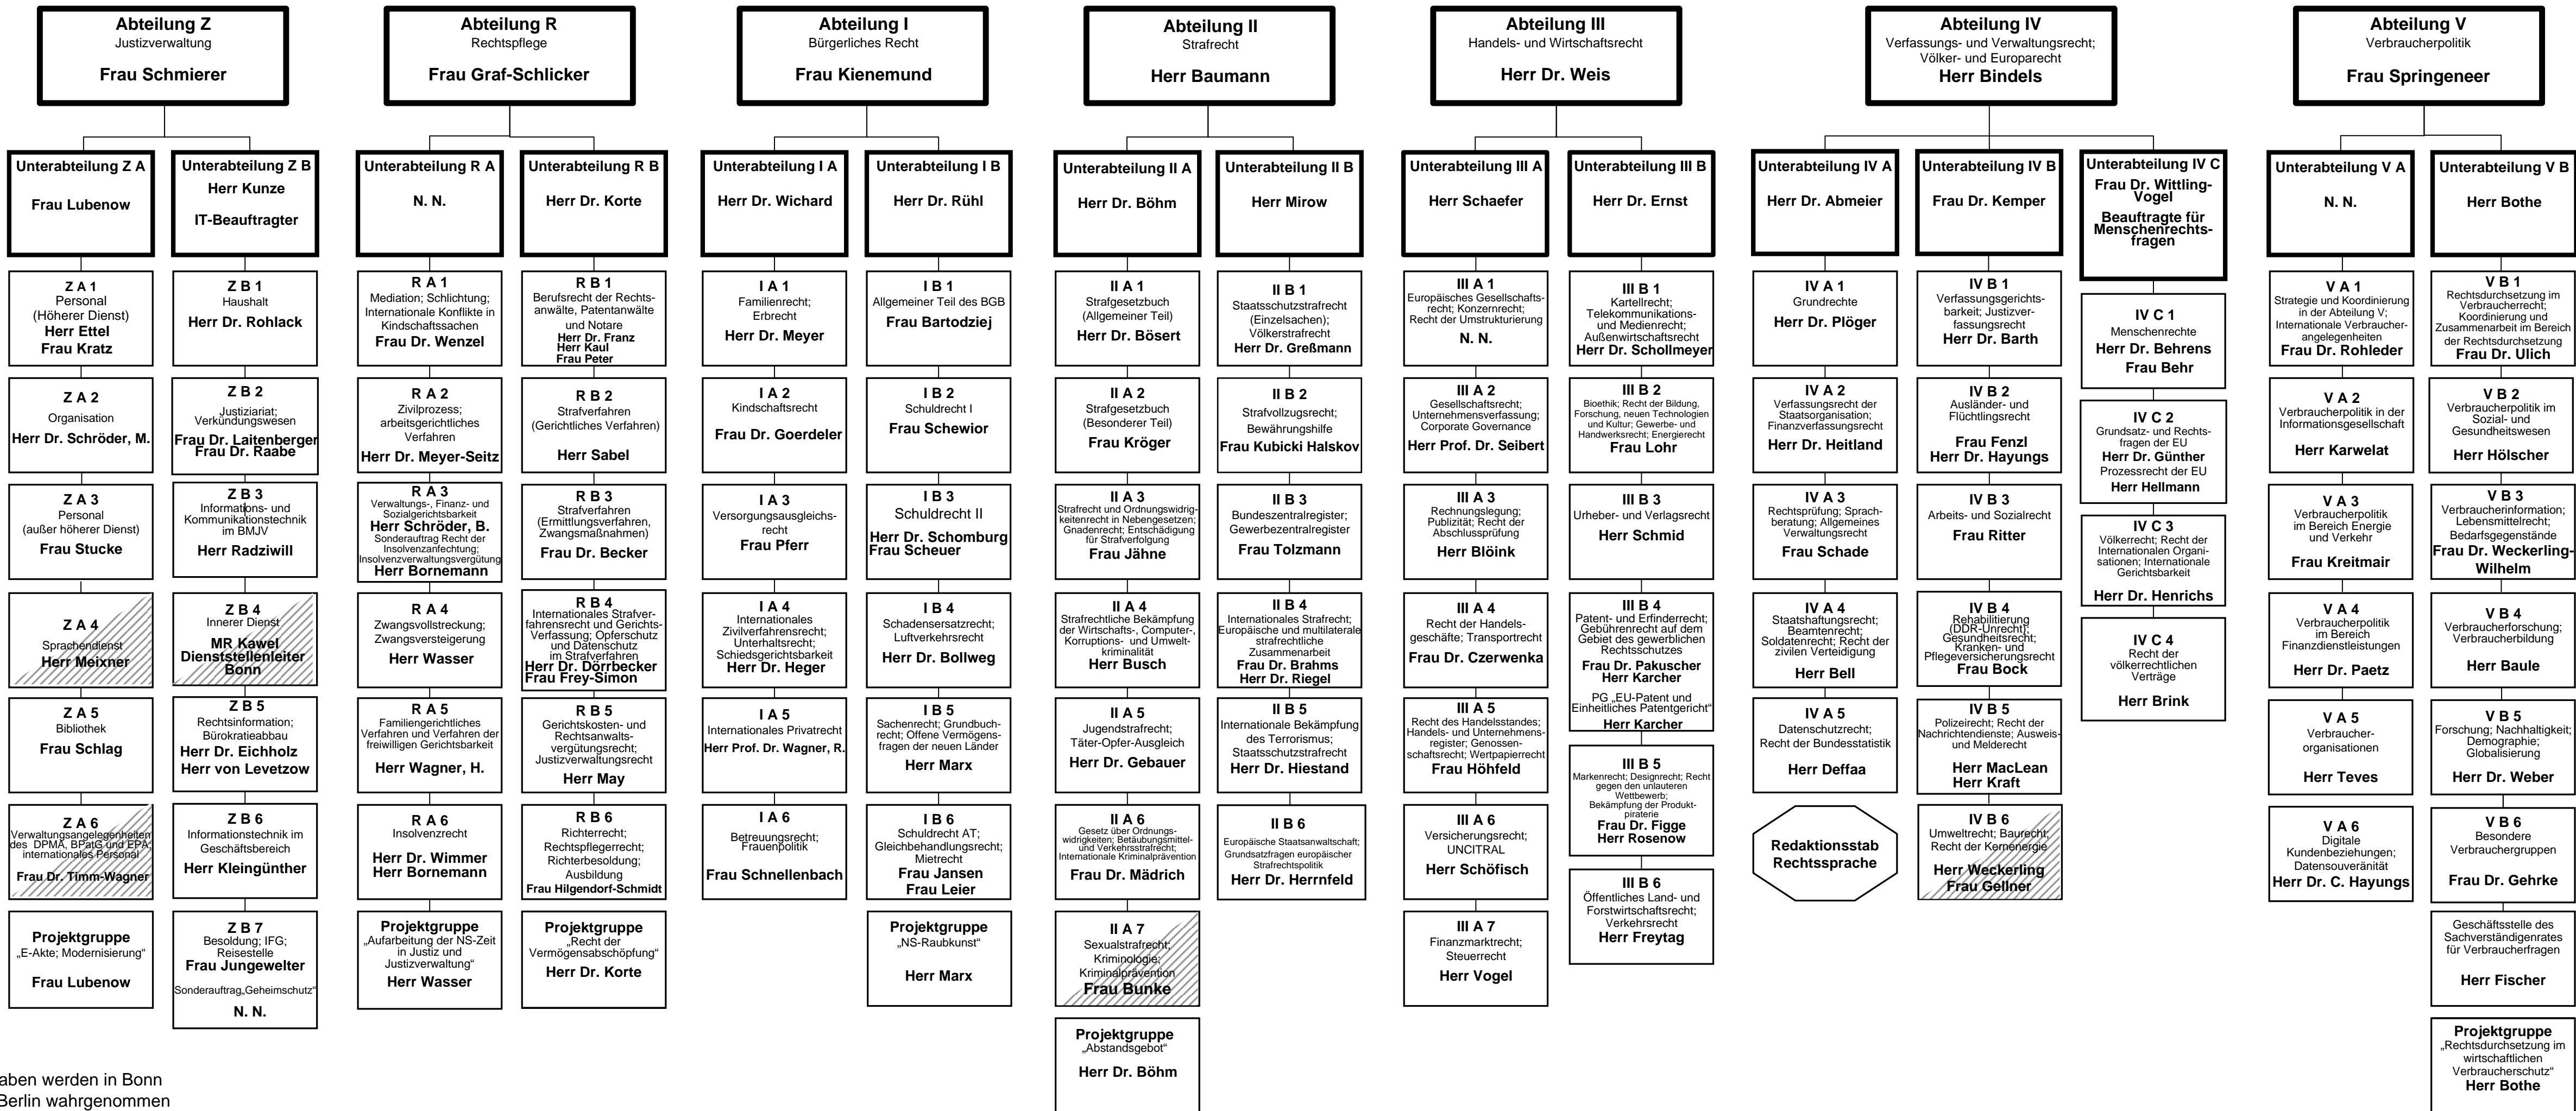 Abteilung Z
Justizverwaltung
Frau Schmierer
Abteilung R
Rechtspflege
Frau Graf-Schlicker
Abteilung I
Bürgerliches Recht
Frau Kienemund
Abteilung II
Strafrecht
Herr Baumann
Abteilung III
Handels- und Wirtschaftsrecht
Herr Dr. Weis
Abteilung IV
Verfassungs- und Verwaltungsrecht;
Völker- und Europarecht
Herr Bindels
Abteilung V
Verbraucherpolitik
Frau Springeneer
Unterabteilung Z A
Frau Lubenow
Z A 1
Personal
(Höherer Dienst)
Herr Ettel
Frau Kratz
Z A 2
Organisation
Herr Dr. Schröder, M.
Z A 3
Personal
(außer höherer Dienst)
Frau Stucke
Z A 4
Sprachendienst
Herr Meixner
Z A 5
Bibliothek
Frau Schlag
Z A 6
Verwaltungsangelegenheiten
des DPMA, BPatG und EPA;
internationales Personal
Frau Dr. Timm-Wagner
Projektgruppe
„E-Akte; Modernisierung“
Frau Lubenow
Unterabteilung Z B
Herr Kunze
IT-Beauftragter
Z B 1
Haushalt
Herr Dr. Rohlack
Z B 2
Justiziariat;
Verkündungswesen
Frau Dr. Laitenberger
Frau Dr. Raabe
Z B 3
Informations- und
Kommunikationstechnik
im BMJV
Herr Radziwill
Z B 4
Innerer Dienst
MR Kawel
Dienststellenleiter
Bonn
Z B 5
Rechtsinformation;
Bürokratieabbau
Herr Dr. Eichholz
Herr von Levetzow
Z B 6
Informationstechnik im
Geschäftsbereich
Herr Kleingünther
Z B 7
Besoldung; IFG;
Reisestelle
Frau Jungewelter
Sonderauftrag„Geheimschutz“
N. N.
Unterabteilung R A
N. N.
R A 1
Mediation; Schlichtung;
Internationale Konflikte in
Kindschaftssachen
Frau Dr. Wenzel
R A 2
Zivilprozess;
arbeitsgerichtliches
Verfahren
Herr Dr. Meyer-Seitz
R A 3
Verwaltungs-, Finanz- und
Sozialgerichtsbarkeit
Herr Schröder, B.
Sonderauftrag Recht der
Insolvenzanfechtung;
Insolvenzverwaltungsvergütung
Herr Bornemann
R A 4
Zwangsvollstreckung;
Zwangsversteigerung
Herr Wasser
R A 5
Familiengerichtliches
Verfahren und Verfahren der
freiwilligen Gerichtsbarkeit
Herr Wagner, H.
R A 6
Insolvenzrecht
Herr Dr. Wimmer
Herr Bornemann
Projektgruppe
„Aufarbeitung der NS-Zeit
in Justiz und
Justizverwaltung“
Herr Wasser
Unterabteilung R B
Herr Dr. Korte
R B 1
Berufsrecht der Rechts-
anwälte, Patentanwälte
und Notare
Herr Dr. Franz
Herr Kaul
Frau Peter
R B 2
Strafverfahren
(Gerichtliches Verfahren)
Herr Sabel
R B 3
Strafverfahren
(Ermittlungsverfahren,
Zwangsmaßnahmen)
Frau Dr. Becker
R B 4
Internationales Strafver-
fahrensrecht und Gerichts-
Verfassung; Opferschutz
und Datenschutz
im Strafverfahren
Herr Dr. Dörrbecker
Frau Frey-Simon
R B 5
Gerichtskosten- und
Rechtsanwalts-
vergütungsrecht;
Justizverwaltungsrecht
Herr May
R B 6
Richterrecht;
Rechtspflegerrecht;
Richterbesoldung;
Ausbildung
Frau Hilgendorf-Schmidt
Projektgruppe
„Recht der
Vermögensabschöpfung“
Herr Dr. Korte
Unterabteilung I A
Herr Dr. Wichard
I A 1
Familienrecht;
Erbrecht
Herr Dr. Meyer
I A 2
Kindschaftsrecht
Frau Dr. Goerdeler
I A 3
Versorgungsausgleichs-
recht
Frau Pferr
I A 4
Internationales
Zivilverfahrensrecht;
Unterhaltsrecht;
Schiedsgerichtsbarkeit
Herr Dr. Heger
I A 5
Internationales Privatrecht
Herr Prof. Dr. Wagner, R.
I A 6
Betreuungsrecht;
Frauenpolitik
Frau Schnellenbach
Unterabteilung I B
Herr Dr. Rühl
I B 1
Allgemeiner Teil des BGB
Frau Bartodziej
I B 2
Schuldrecht I
Frau Schewior
I B 3
Schuldrecht II
Herr Dr. Schomburg
Frau Scheuer
I B 4
Schadensersatzrecht;
Luftverkehrsrecht
Herr Dr. Bollweg
I B 5
Sachenrecht; Grundbuch-
recht; Offene Vermögens-
fragen der neuen Länder
Herr Marx
I B 6
Schuldrecht AT;
Gleichbehandlungsrecht;
Mietrecht
Frau Jansen
Frau Leier
Projektgruppe
„NS-Raubkunst“
Herr Marx
Unterabteilung II A
Herr Dr. Böhm
II A 1
Strafgesetzbuch
(Allgemeiner Teil)
Herr Dr. Bösert
II A 2
Strafgesetzbuch
(Besonderer Teil)
Frau Kröger
II A 3
Strafrecht und Ordnungswidrig-
keitenrecht in Nebengesetzen;
Gnadenrecht; Entschädigung
für Strafverfolgung
Frau Jähne
II A 4
Strafrechtliche Bekämpfung
der Wirtschafts-, Computer-,
Korruptions- und Umwelt-
kriminalität
Herr Busch
II A 5
Jugendstrafrecht;
Täter-Opfer-Ausgleich
Herr Dr. Gebauer
II A 6
Gesetz über Ordnungs-
widrigkeiten; Betäubungsmittel-
und Verkehrsstrafrecht;
Internationale Kriminalprävention
Frau Dr. Mädrich
II A 7
Sexualstrafrecht;
Kriminologie;
Kriminalprävention
Frau Bunke
Projektgruppe
„Abstandsgebot“
Herr Dr. Böhm
Unterabteilung II B
Herr Mirow
II B 1
Staatsschutzstrafrecht
(Einzelsachen);
Völkerstrafrecht
Herr Dr. Greßmann
II B 2
Strafvollzugsrecht;
Bewährungshilfe
Frau Kubicki Halskov
II B 3
Bundeszentralregister;
Gewerbezentralregister
Frau Tolzmann
II B 4
Internationales Strafrecht;
Europäische und multilaterale
strafrechtliche
Zusammenarbeit
Frau Dr. Brahms
Herr Dr. Riegel
II B 5
Internationale Bekämpfung
des Terrorismus;
Staatsschutzstrafrecht
Herr Dr. Hiestand
II B 6
Europäische Staatsanwaltschaft;
Grundsatzfragen europäischer
Strafrechtspolitik
Herr Dr. Herrnfeld
Unterabteilung III A
Herr Schaefer
III A 1
Europäisches Gesellschafts-
recht; Konzernrecht;
Recht der Umstrukturierung
N. N.
III A 2
Gesellschaftsrecht;
Unternehmensverfassung;
Corporate Governance
Herr Prof. Dr. Seibert
III A 3
Rechnungslegung;
Publizität; Recht der
Abschlussprüfung
Herr Blöink
III A 4
Recht der Handels-
geschäfte; Transportrecht
Frau Dr. Czerwenka
III A 5
Recht des Handelsstandes;
Handels- und Unternehmens-
register; Genossen-
schaftsrecht; Wertpapierrecht
Frau Höhfeld
III A 6
Versicherungsrecht;
UNCITRAL
Herr Schöfisch
III A 7
Finanzmarktrecht;
Steuerrecht
Herr Vogel
Unterabteilung III B
Herr Dr. Ernst
III B 1
Kartellrecht;
Telekommunikations-
und Medienrecht;
Außenwirtschaftsrecht
Herr Dr. Schollmeyer
III B 2
Bioethik; Recht der Bildung,
Forschung, neuen Technologien
und Kultur; Gewerbe- und
Handwerksrecht; Energierecht
Frau Lohr
III B 3
Urheber- und Verlagsrecht
Herr Schmid
III B 4
Patent- und Erfinderrecht;
Gebührenrecht auf dem
Gebiet des gewerblichen
Rechtsschutzes
Frau Dr. Pakuscher
Herr Karcher
PG „EU-Patent und
Einheitliches Patentgericht“
Herr Karcher
III B 5
Markenrecht; Designrecht; Recht
gegen den unlauteren
Wettbewerb;
Bekämpfung der Produkt-
piraterie
Frau Dr. Figge
Herr Rosenow
III B 6
Öffentliches Land- und
Forstwirtschaftsrecht;
Verkehrsrecht
Herr Freytag
Unterabteilung IV A
Herr Dr. Abmeier
IV A 1
Grundrechte
Herr Dr. Plöger
IV A 2
Verfassungsrecht der
Staatsorganisation;
Finanzverfassungsrecht
Herr Dr. Heitland
IV A 3
Rechtsprüfung; Sprach-
beratung; Allgemeines
Verwaltungsrecht
Frau Schade
IV A 4
Staatshaftungsrecht;
Beamtenrecht;
Soldatenrecht; Recht der
zivilen Verteidigung
Herr Bell
IV A 5
Datenschutzrecht;
Recht der Bundesstatistik
Herr Deffaa
Redaktionsstab
Rechtssprache
Unterabteilung IV B
Frau Dr. Kemper
IV B 1
Verfassungsgerichts-
barkeit; Justizver-
fassungsrecht
Herr Dr. Barth
IV B 2
Ausländer- und
Flüchtlingsrecht
Frau Fenzl
Herr Dr. Hayungs
IV B 3
Arbeits- und Sozialrecht
Frau Ritter
IV B 4
Rehabilitierung
(DDR-Unrecht);
Gesundheitsrecht;
Kranken- und
Pflegeversicherungsrecht
Frau Bock
IV B 5
Polizeirecht; Recht der
Nachrichtendienste; Ausweis-
und Melderecht
Herr MacLean
Herr Kraft
IV B 6
Umweltrecht; Baurecht;
Recht der Kernenergie
Herr Weckerling
Frau Gellner
Unterabteilung IV C
Frau Dr. Wittling-
Vogel
Beauftragte für
Menschenrechts-
fragen
IV C 1
Menschenrechte
Herr Dr. Behrens
Frau Behr
IV C 2
Grundsatz- und Rechts-
fragen der EU
Herr Dr. Günther
Prozessrecht der EU
Herr Hellmann
IV C 3
Völkerrecht; Recht der
Internationalen Organi-
sationen; Internationale
Gerichtsbarkeit
Herr Dr. Henrichs
IV C 4
Recht der
völkerrechtlichen
Verträge
Herr Brink
Unterabteilung V A
N. N.
V A 1
Strategie und Koordinierung
in der Abteilung V;
Internationale Verbraucher-
angelegenheiten
Frau Dr. Rohleder
V A 2
Verbraucherpolitik in der
Informationsgesellschaft
Herr Karwelat
V A 3
Verbraucherpolitik
im Bereich Energie
und Verkehr
Frau Kreitmair
V A 4
Verbraucherpolitik
im Bereich
Finanzdienstleistungen
Herr Dr. Paetz
V A 5
Verbraucher-
organisationen
Herr Teves
V A 6
Digitale
Kundenbeziehungen;
Datensouveränität
Herr Dr. C. Hayungs
Unterabteilung V B
Herr Bothe
V B 1
Rechtsdurchsetzung im
Verbraucherrecht;
Koordinierung und
Zusammenarbeit im Bereich
der Rechtsdurchsetzung
Frau Dr. Ulich
V B 2
Verbraucherpolitik im
Sozial- und
Gesundheitswesen
Herr Hölscher
V B 3
Verbraucherinformation;
Lebensmittelrecht;
Bedarfsgegenstände
Frau Dr. Weckerling-
Wilhelm
V B 4
Verbraucherforschung;
Verbraucherbildung
Herr Baule
V B 5
Forschung; Nachhaltigkeit;
Demographie;
Globalisierung
Herr Dr. Weber
V B 6
Besondere
Verbrauchergruppen
Frau Dr. Gehrke
Geschäftsstelle des
Sachverständigenrates
für Verbraucherfragen
Herr Fischer
Projektgruppe
„Rechtsdurchsetzung im
wirtschaftlichen
Verbraucherschutz“
Herr Bothe
aben werden in Bonn
Berlin wahrgenommen